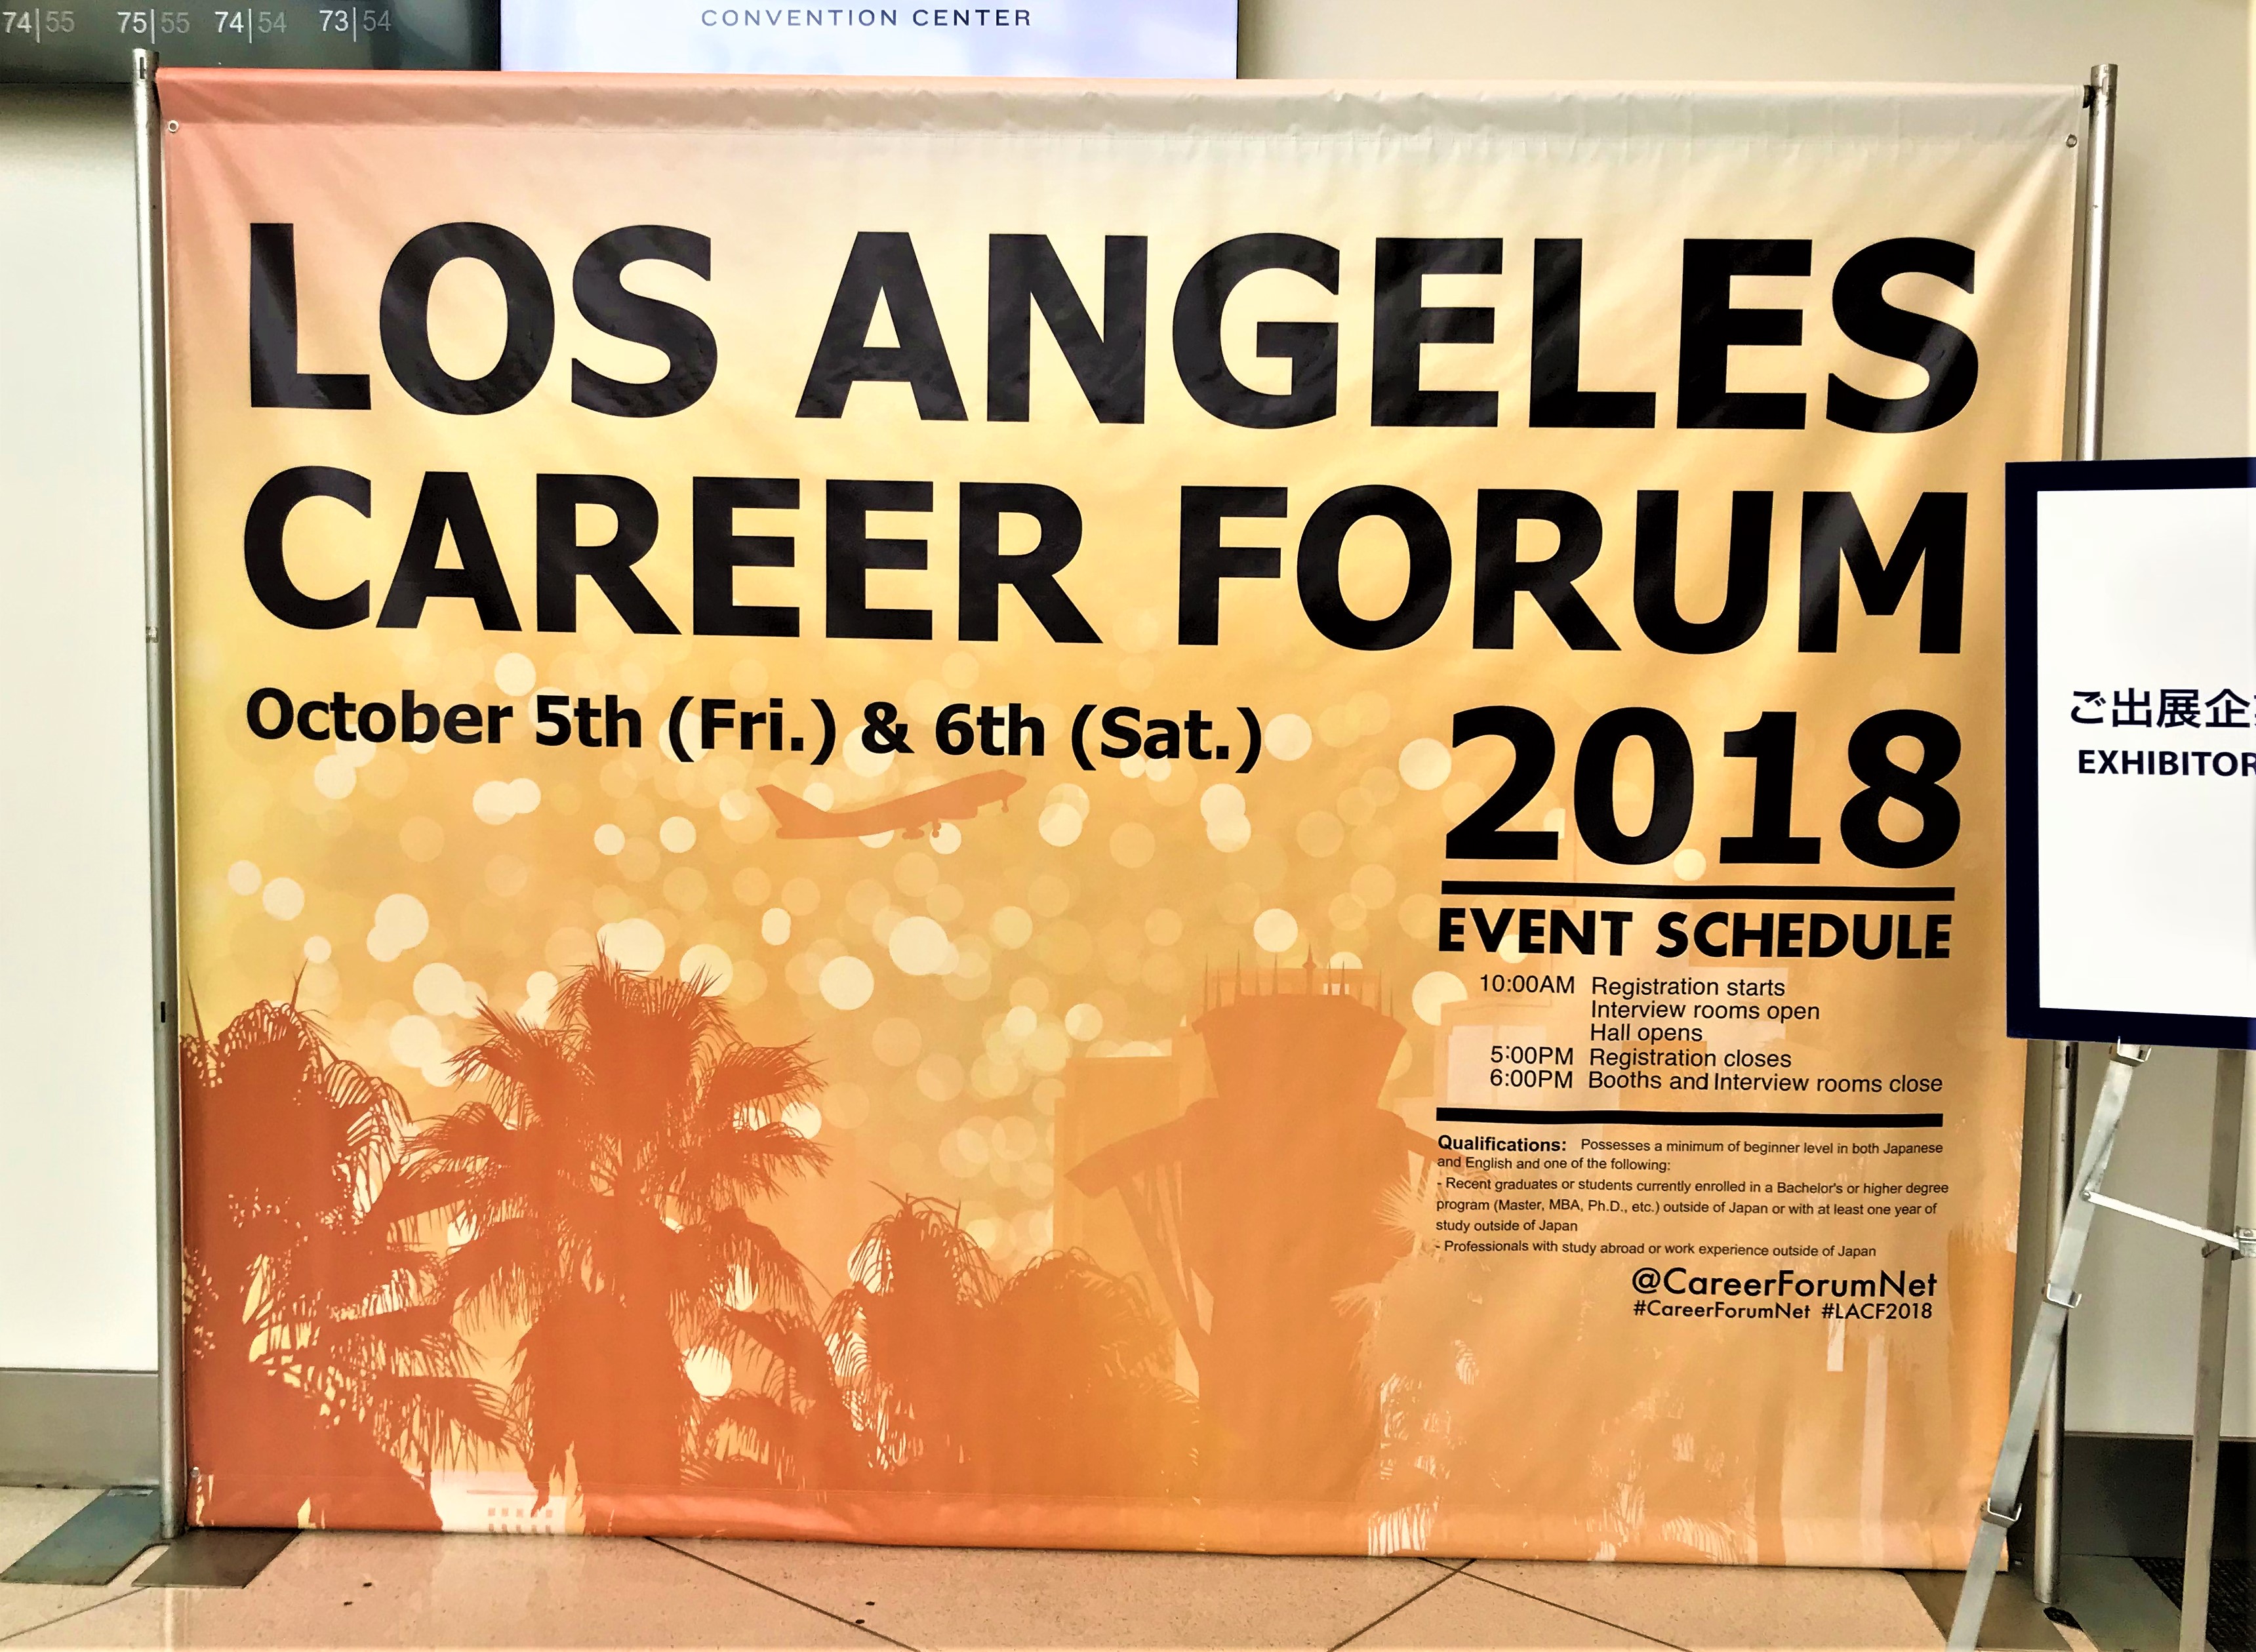 74|55 75|55 74|54 73|54
CONVENTION CENTER
LOS ANGELES
CAREER FORUM
October 5th (Fri.) & 6th (Sat.)
2018
EVENT SCHEDULE
10:00AM Registration starts
Interview rooms open
Hall opens
5:00PM Registration closes
6:00PM Booths and Interview rooms close
Qualifications: Possesses a minimum of beginner level in both Japanese
and English and one of the following:
- Recent graduates or students currently enrolled in a Bachelor's or higher degree
program (Master, MBA, Ph.D., etc.) outside of Japan or with at least one year of
study outside of Japan
- Professionals with study abroad or work experience outside of Japan
@CareerForumNet
#CareerForumNet #LACF2018
ご出展企
EXHIBITOR